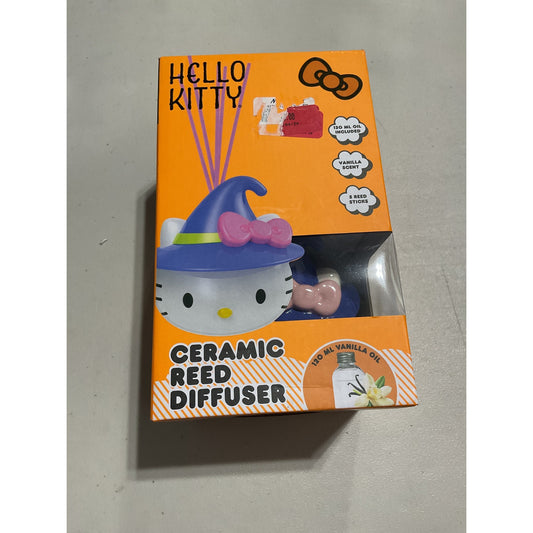 HELLO
KITTY
120 ML OIL
INCLUDED
VANILLA
SCENT
5 REED
STICKS
CERAMIC
REED
DIFFUSER
120 ML VANILLA OIL